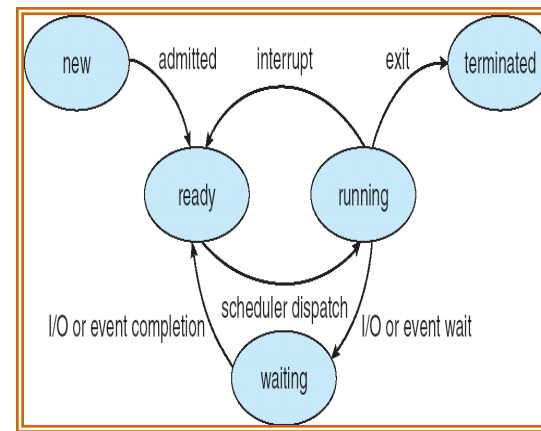 new
admitted
interrupt
exit
terminated
ready
running
scheduler dispatch
I/O or event completion
I/O or event wait
waiting